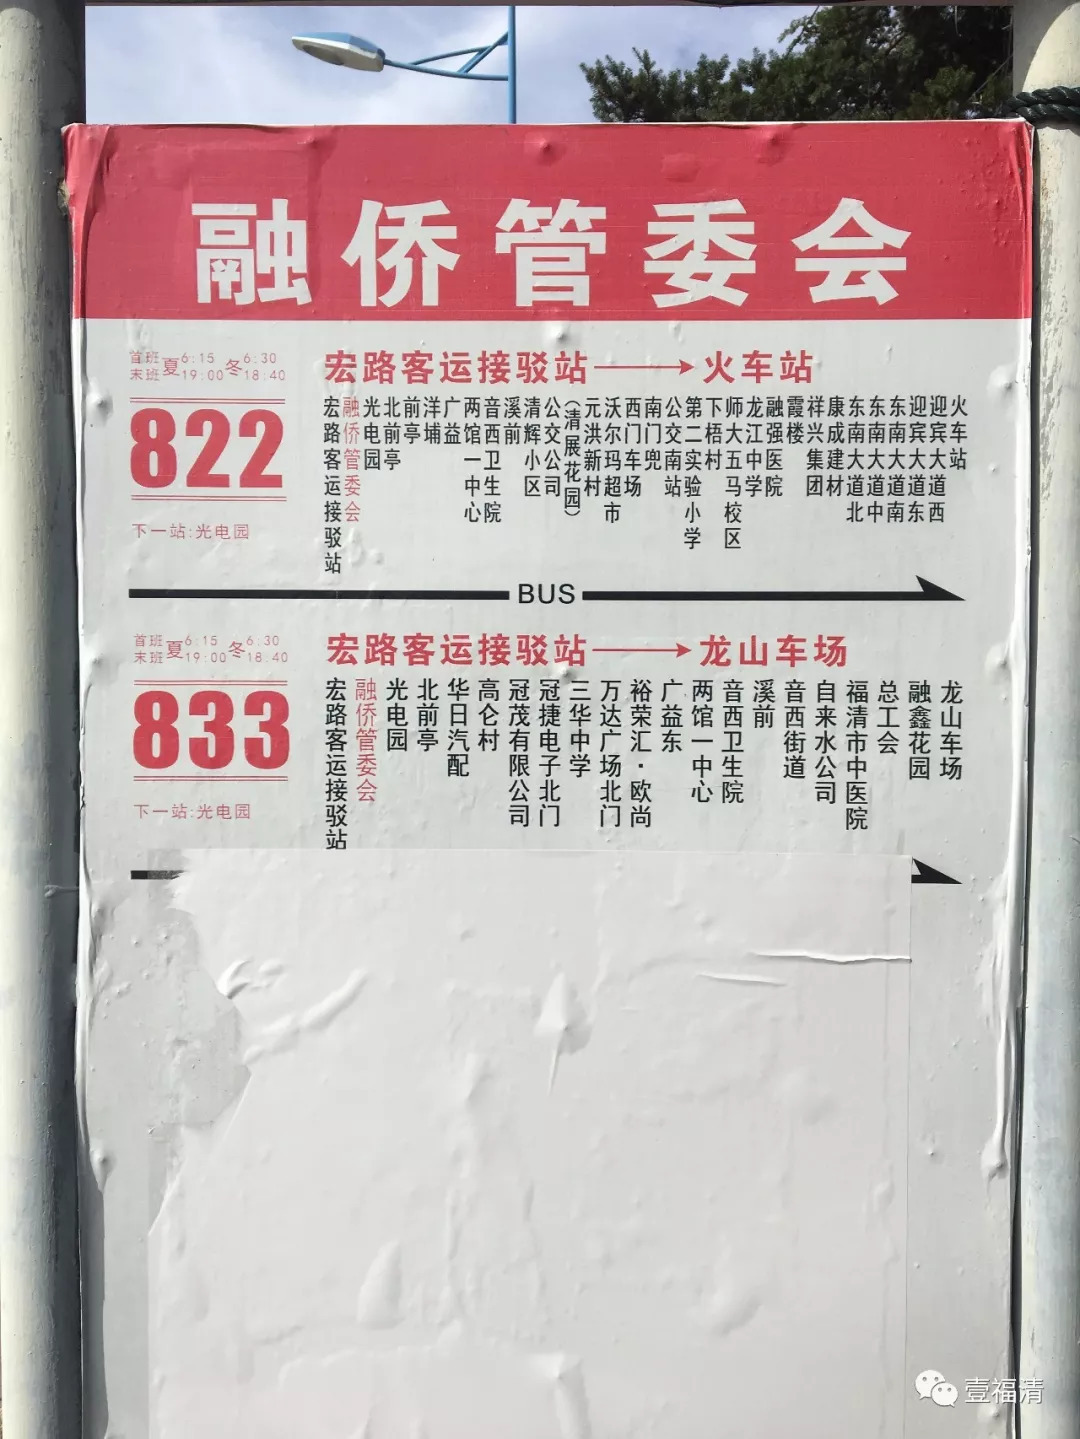 融侨管委会
首班 夏 6:15 冬 6:30
末班 19:00 18:40
822
下一站:光电园
宏路客运接驳站→火车站
宏路客运接驳站
融侨管委会
光电园
北前亭
前亭
洋埔
广益
两馆一中心
音西卫生院
溪前
清辉小区
公交公司
（清展花园）
元洪新村
沃尔玛超市
西门车场
南门兜
公交南站
第二实验小学
下梧村
师大五马校区
龙江中学
融强医院
霞楼
祥兴集团
康成建材
东南大道北
东南大道中
东南大道南
迎宾大道东
迎宾大道西
火车站
BUS
首班 夏 6:15 冬 6:30
末班 19:00 18:40
833
下一站:光电园
宏路客运接驳站→龙山车场
宏路客运接驳站
融侨管委会
光电园
北前亭
华日汽配
高仑村
冠茂有限公司
冠捷电子北门
三华中学
万达广场北门
裕荣汇·欧尚
广益东
两馆一中心
音西卫生院
溪前
音西街道
自来水公司
福清市中医院
总工会
融鑫花园
龙山车场
壹福清